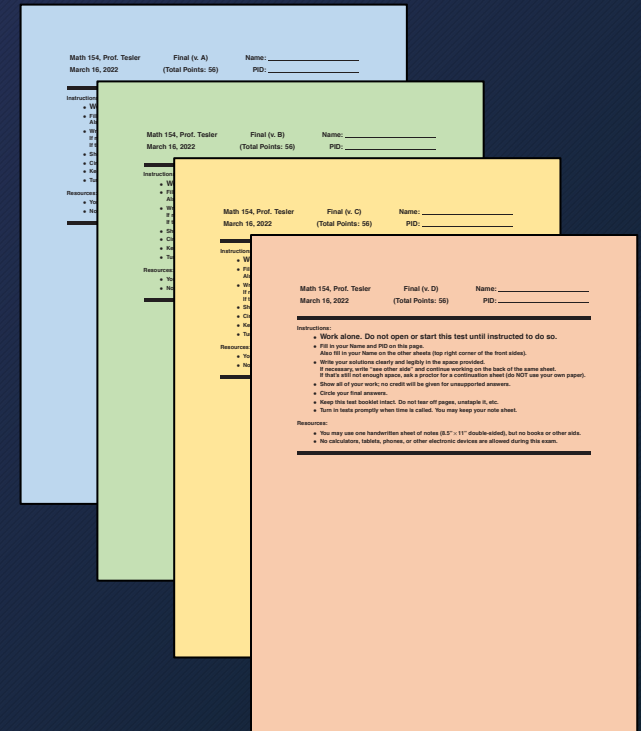 Math 154, Prof. Tesler Final (v. A) Name:
March 16, 2022 (Total Points: 56) PID:
Instructions
Resources:
Math 154, Prof. Tesler Final (v. B) Name:
March 16, 2022 (Total Points: 56) PID:
Instruction
Resources
Math 154, Prof. Tesler Final (v. C) Name:
March 16, 2022 (Total Points: 56) PID:
Instruction
Resources
Math 154, Prof. Tesler Final (v. D) Name:
March 16, 2022 (Total Points: 56) PID:
Instructions:
• Work alone. Do not open or start this test until instructed to do so.
• Fill in your Name and PID on this page.
Also fill in your Name on the other sheets (top right corner of the front sides).
• Write your solutions clearly and legibly in the space provided.
If necessary, write “see other side” and continue working on the back of the same sheet.
If that's still not enough space, ask a proctor for a continuation sheet (do NOT use your own paper).
• Show all of your work; no credit will be given for unsupported answers.
• Circle your final answers.
• Keep this test booklet intact. Do not tear off pages, unstaple it, etc.
• Turn in tests promptly when time is called. You may keep your note sheet.
Resources:
• You may use one handwritten sheet of notes (8.5" × 11" double-sided), but no books or other aids.
• No calculators, tablets, phones, or other electronic devices are allowed during this exam.